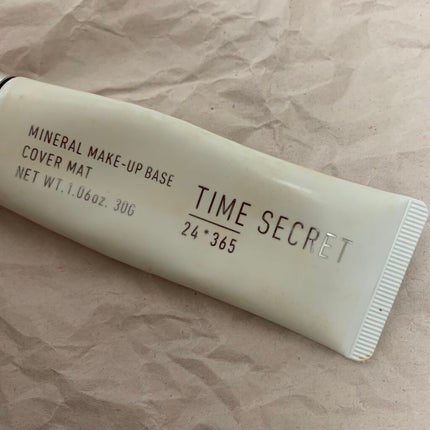 MINERAL MAKE-UP BASE
COVER MAT
NET WT.1.06oz. 30G
TIME SECRET
24*365